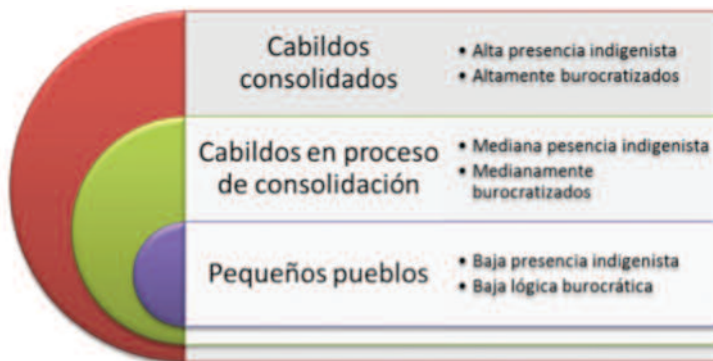 Cabildos
consolidados
• Alta presencia indigenista
• Altamente burocratizados
Cabildos en proceso
de consolidación
• Mediana pesencia indigenista
• Medianamente
burocratizados
Pequeños pueblos
• Baja presencia indigenista
• Baja lógica burocrática